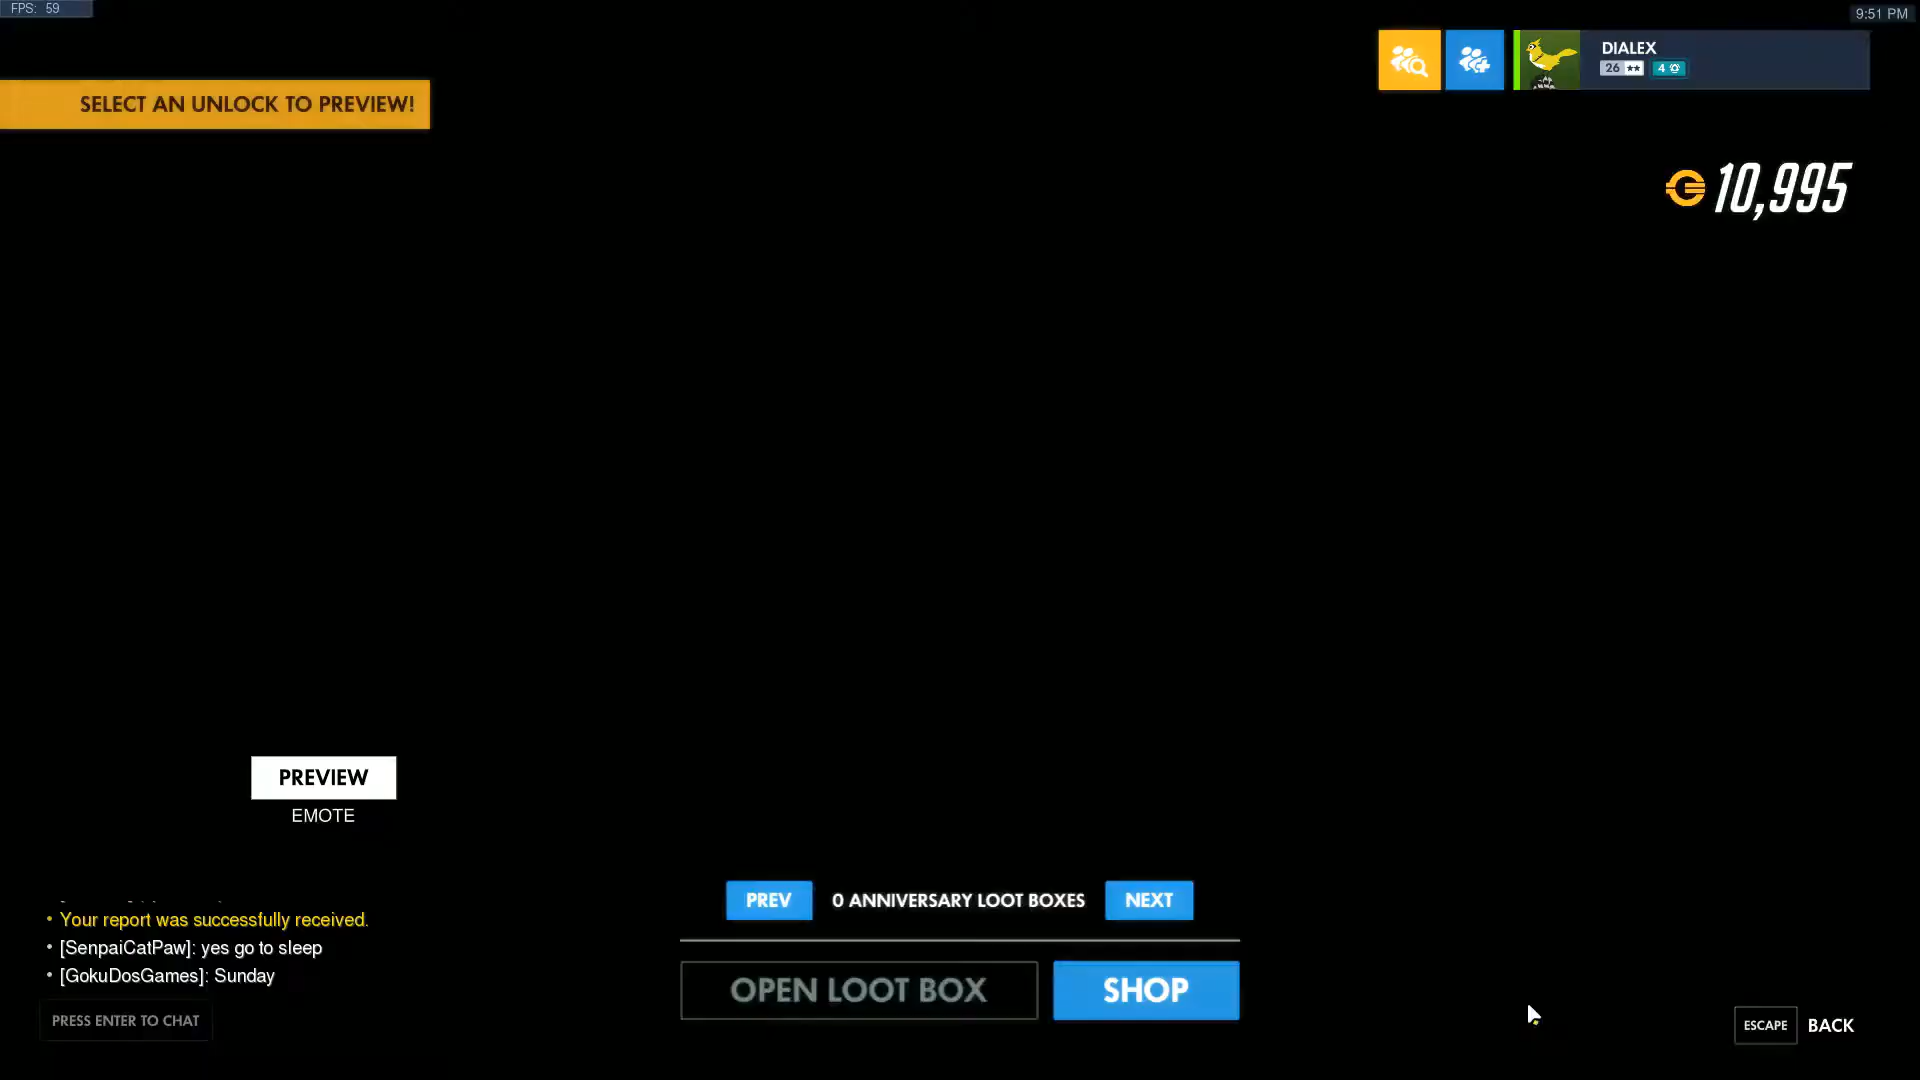 FPS: 59
9:51 PM
DIALEX
26 ★★ 4
SELECT AN UNLOCK TO PREVIEW!
10,995
PREVIEW
EMOTE
PREV 0 ANNIVERSARY LOOT BOXES NEXT
• Your report was successfully received.
• [SenpaiCatPaw]: yes go to sleep
• [GokuDosGames]: Sunday
OPEN LOOT BOX SHOP
PRESS ENTER TO CHAT
ESCAPE BACK